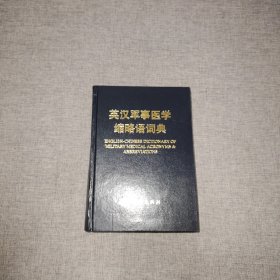 英汉军事医学
缩略语词典
ENGLISH-CHINESE DICTIONARY OF
MILITARY MEDICAL ACRONYMS &
ABBREVIATIONS